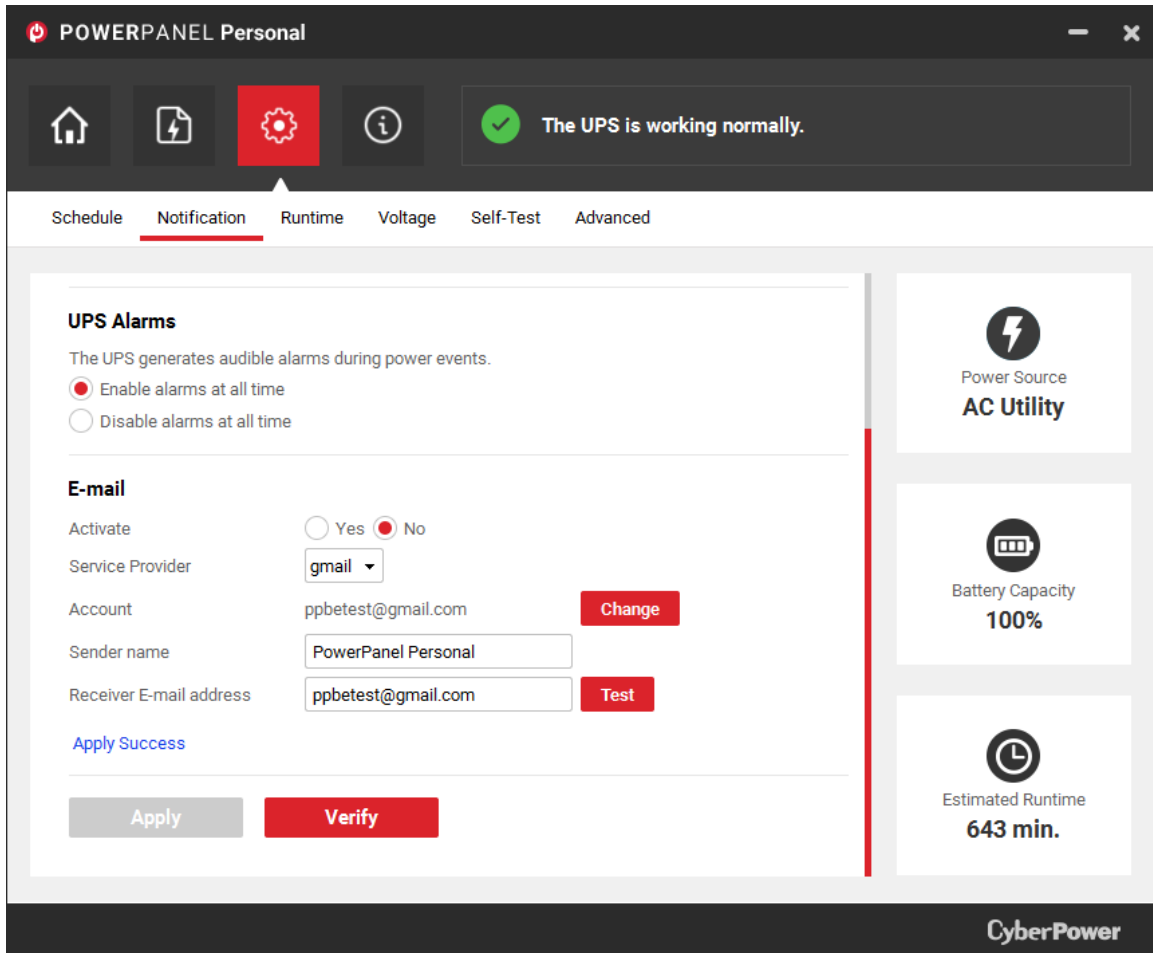 POWERPANEL Personal
The UPS is working normally.
Schedule Notification Runtime Voltage Self-Test Advanced
UPS Alarms
The UPS generates audible alarms during power events.
Enable alarms at all time
Disable alarms at all time
E-mail
Activate Yes No
Service Provider gmail
Account ppbetest@gmail.com Change
Sender name PowerPanel Personal
Receiver E-mail address ppbetest@gmail.com Test
Apply Success
Apply Verify
Power Source
AC Utility
Battery Capacity
100%
Estimated Runtime
643 min.
CyberPower